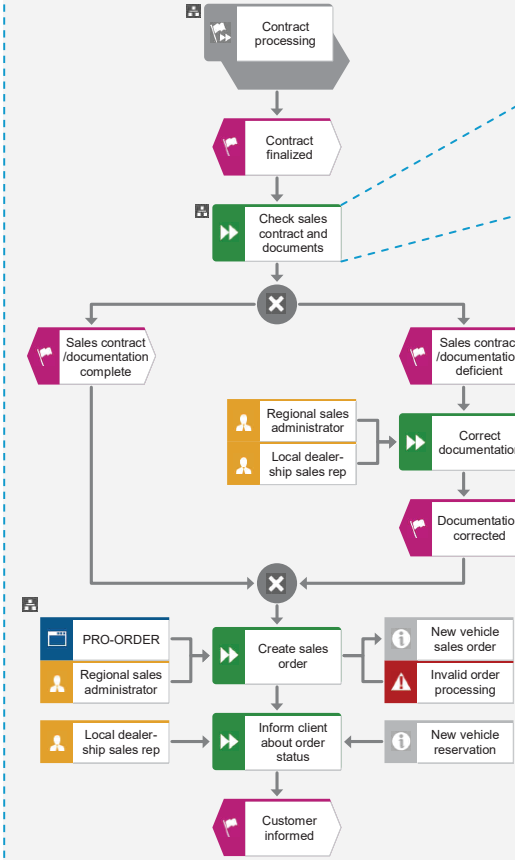 Contract
processing
Contract
finalized
Check sales
contract and
documents
Sales contract
/documentation
complete
Sales contrac
/documentatio
deficient
Regional sales
administrator
Local dealer-
ship sales rep
Correct
documentation
Documentation
corrected
PRO-ORDER
Regional sales
administrator
Create sales
order
New vehicle
sales order
Invalid order
processing
Local dealer-
ship sales rep
Inform client
about order
status
New vehicle
reservation
Customer
informed